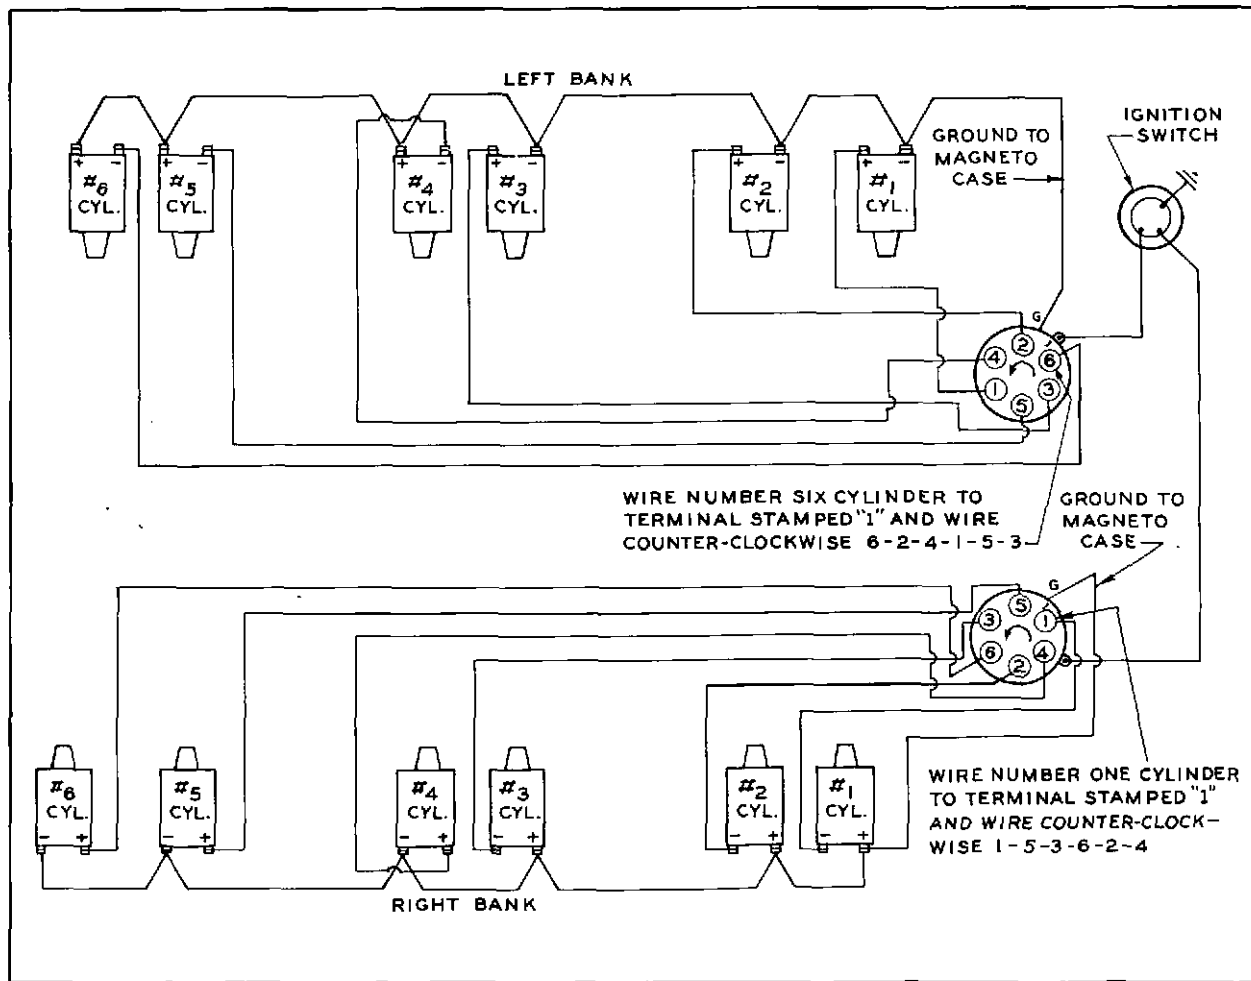 LEFT BANK
IGNITION
SWITCH
GROUND TO
MAGNETO
CASE
+ -
#6
CYL.
+ -
#5
CYL.
+ -
#4
CYL.
+ -
#3
CYL.
+ -
#2
CYL.
+ -
#1
CYL.
G
2
4
6
1
3
5
WIRE NUMBER SIX CYLINDER TO
TERMINAL STAMPED "1" AND WIRE
COUNTER-CLOCKWISE 6-2-4-1-5-3
GROUND TO
MAGNETO
CASE
G
5
3
1
6
4
2
#6
CYL.
- +
#5
CYL.
- +
#4
CYL.
- +
#3
CYL.
- +
#2
CYL.
- +
#1
CYL.
- +
WIRE NUMBER ONE CYLINDER
TO TERMINAL STAMPED "1"
AND WIRE COUNTER-CLOCK-
WISE 1-5-3-6-2-4
RIGHT BANK